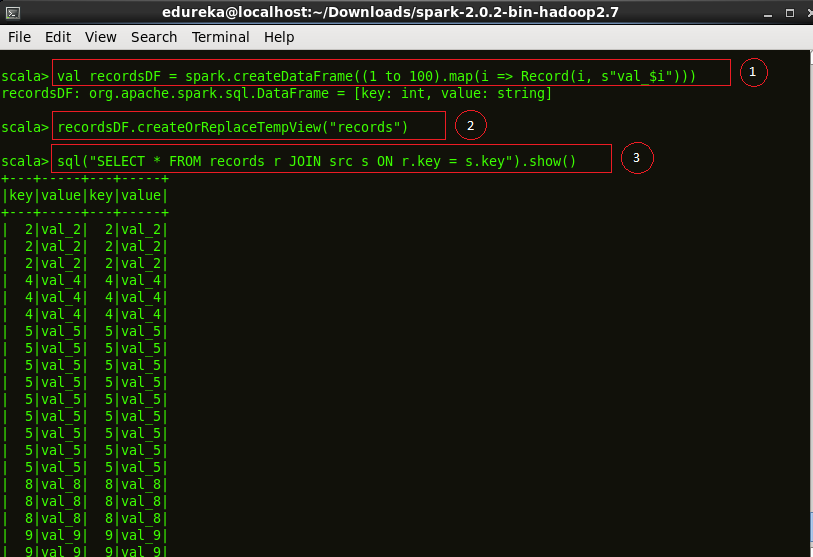 edureka@localhost:~/Downloads/spark-2.0.2-bin-hadoop2.7
File Edit View Search Terminal Help
scala> val recordsDF = spark.createDataFrame((1 to 100).map(i => Record(i, s"val_$i"))) 1
recordsDF: org.apache.spark.sql.DataFrame = [key: int, value: string]
scala> recordsDF.createOrReplaceTempView("records") 2
scala> sql("SELECT * FROM records r JOIN src s ON r.key = s.key").show() 3
+---+-----+---+-----+
|key|value|key|value|
+---+-----+---+-----+
|  2|val_2|  2|val_2|
|  2|val_2|  2|val_2|
|  2|val_2|  2|val_2|
|  4|val_4|  4|val_4|
|  4|val_4|  4|val_4|
|  4|val_4|  4|val_4|
|  5|val_5|  5|val_5|
|  5|val_5|  5|val_5|
|  5|val_5|  5|val_5|
|  5|val_5|  5|val_5|
|  5|val_5|  5|val_5|
|  5|val_5|  5|val_5|
|  5|val_5|  5|val_5|
|  5|val_5|  5|val_5|
|  5|val_5|  5|val_5|
|  8|val_8|  8|val_8|
|  8|val_8|  8|val_8|
|  8|val_8|  8|val_8|
|  9|val_9|  9|val_9|
|  9|val_9|  9|val_9|